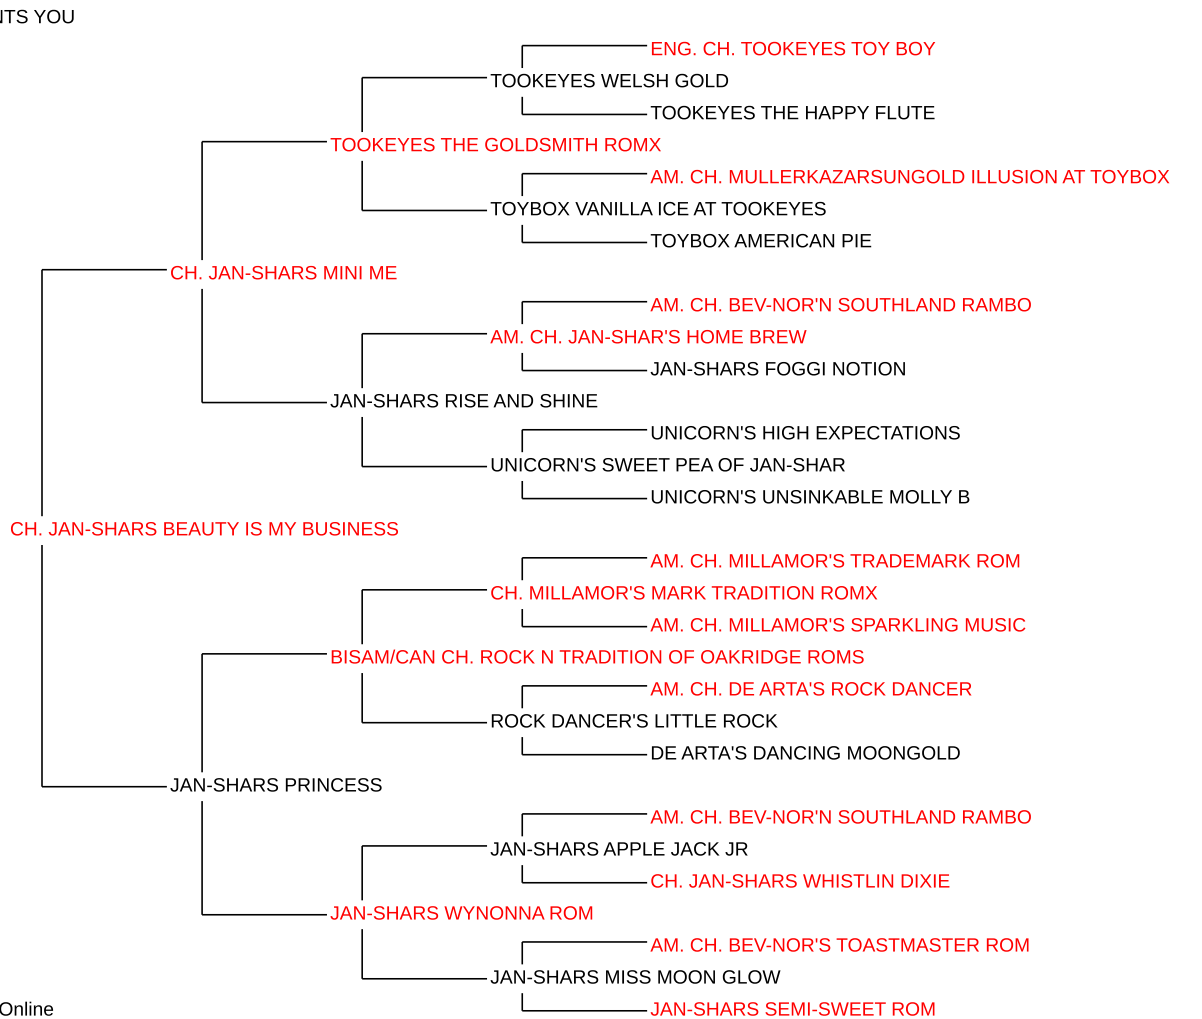 YOU
ENG. CH. TOOKEYES TOY BOY
TOOKEYES WELSH GOLD
TOOKEYES THE HAPPY FLUTE
TOOKEYES THE GOLDSMITH ROMX
AM. CH. MULLERKAZARSUNGOLD ILLUSION AT TOYBOX
TOYBOX VANILLA ICE AT TOOKEYES
TOYBOX AMERICAN PIE
CH. JAN-SHARS MINI ME
AM. CH. BEV-NOR'N SOUTHLAND RAMBO
AM. CH. JAN-SHAR'S HOME BREW
JAN-SHARS FOGGI NOTION
JAN-SHARS RISE AND SHINE
UNICORN'S HIGH EXPECTATIONS
UNICORN'S SWEET PEA OF JAN-SHAR
UNICORN'S UNSINKABLE MOLLY B
CH. JAN-SHARS BEAUTY IS MY BUSINESS
AM. CH. MILLAMOR'S TRADEMARK ROM
CH. MILLAMOR'S MARK TRADITION ROMX
AM. CH. MILLAMOR'S SPARKLING MUSIC
BISAM/CAN CH. ROCK N TRADITION OF OAKRIDGE ROMS
AM. CH. DE ARTA'S ROCK DANCER
ROCK DANCER'S LITTLE ROCK
DE ARTA'S DANCING MOONGOLD
JAN-SHARS PRINCESS
AM. CH. BEV-NOR'N SOUTHLAND RAMBO
JAN-SHARS APPLE JACK JR
CH. JAN-SHARS WHISTLIN DIXIE
JAN-SHARS WYNONNA ROM
AM. CH. BEV-NOR'S TOASTMASTER ROM
JAN-SHARS MISS MOON GLOW
JAN-SHARS SEMI-SWEET ROM
Online